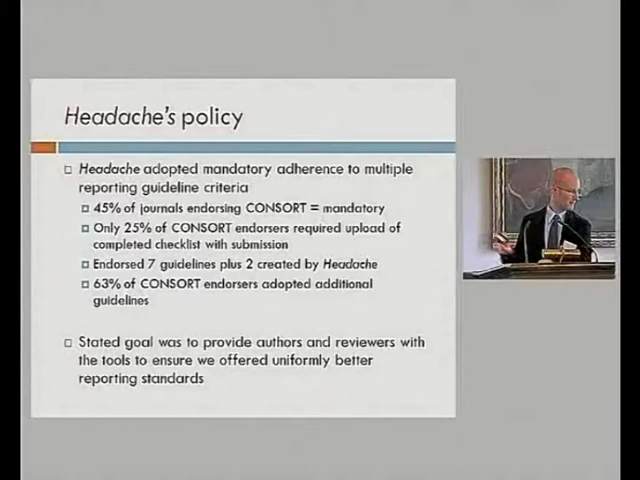 Headache's policy
Headache adopted mandatory adherence to multiple
reporting guideline criteria
45% of journals endorsing CONSORT = mandatory
Only 25% of CONSORT endorsers required upload of
completed checklist with submission
Endorsed 7 guidelines plus 2 created by Headache
63% of CONSORT endorsers adopted additional
guidelines
Stated goal was to provide authors and reviewers with
the tools to ensure we offered uniformly better
reporting standards